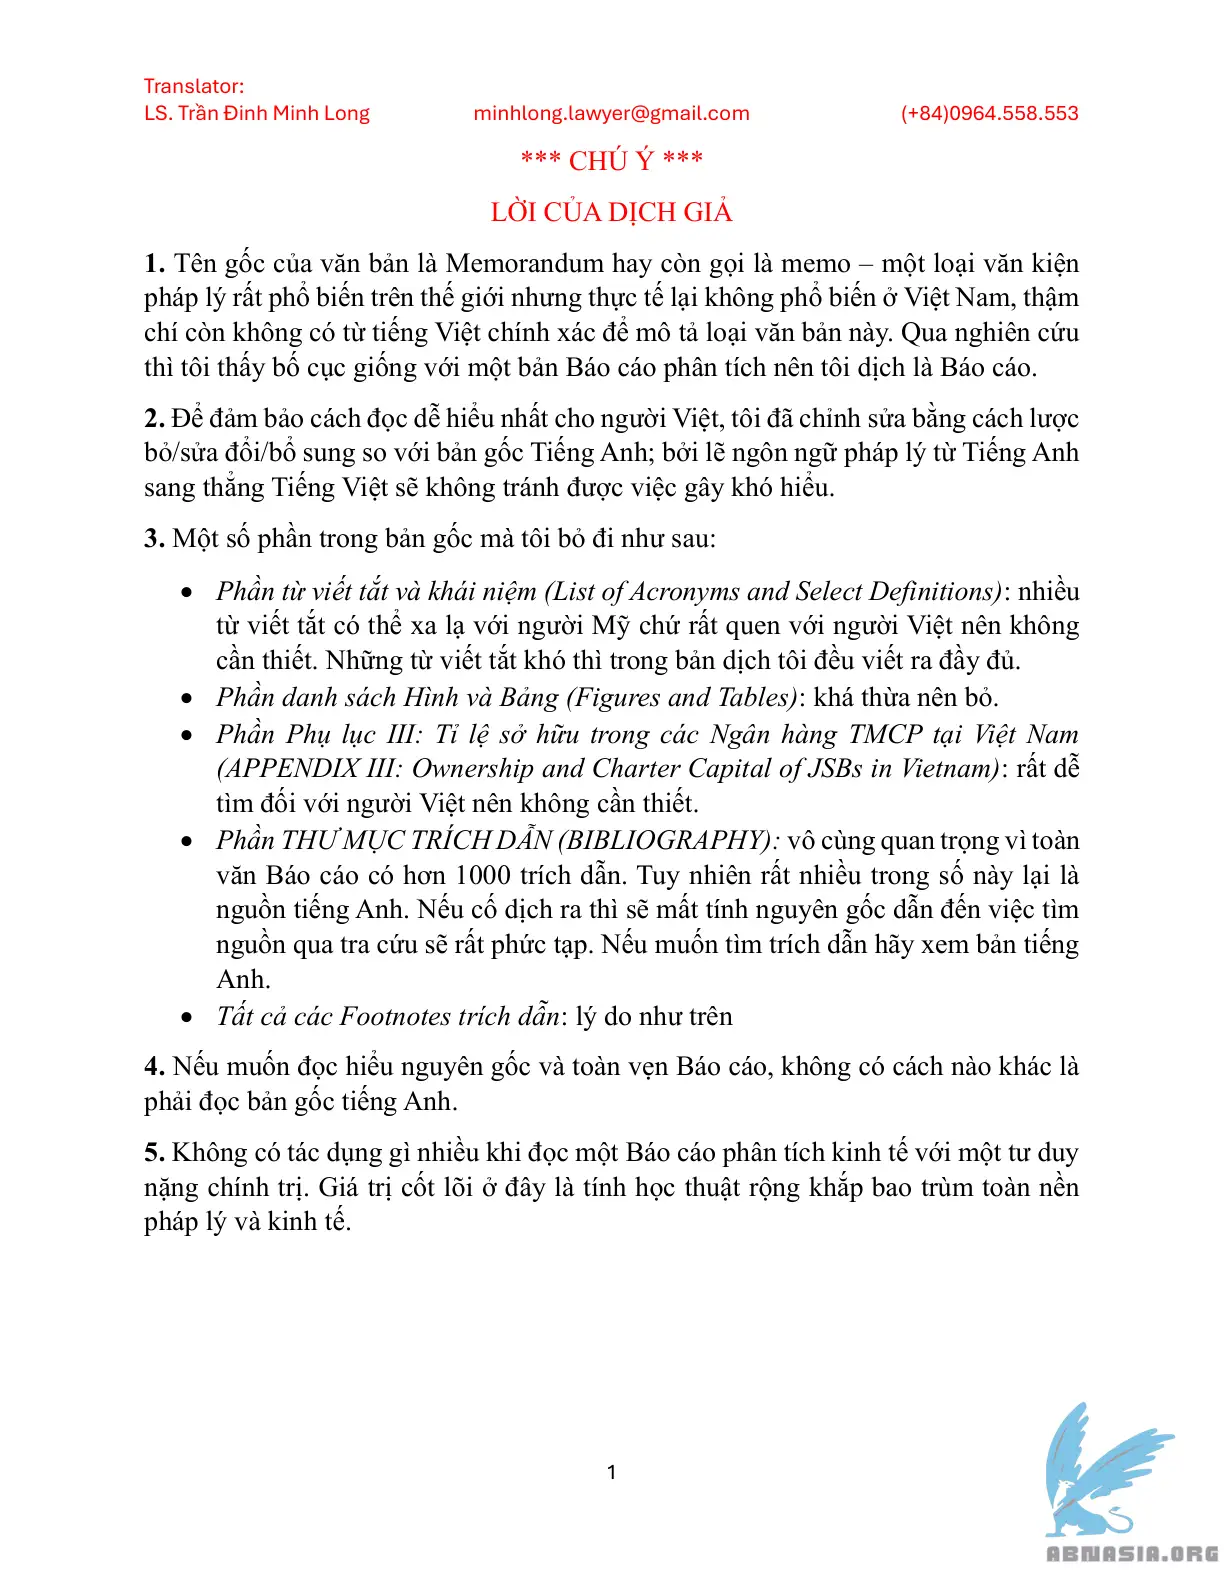 Translator:
LS. Trần Đinh Minh Long minhlong.lawyer@gmail.com (+84)0964.558.553
*** CHÚ Ý ***
LỜI CỦA DỊCH GIẢ
1. Tên gốc của văn bản là Memorandum hay còn gọi là memo – một loại văn kiện
pháp lý rất phổ biến trên thế giới nhưng thực tế lại không phổ biến ở Việt Nam, thậm
chí còn không có từ tiếng Việt chính xác để mô tả loại văn bản này. Qua nghiên cứu
thì tôi thấy bố cục giống với một bản Báo cáo phân tích nên tôi dịch là Báo cáo.
2. Để đảm bảo cách đọc dễ hiểu nhất cho người Việt, tôi đã chỉnh sửa bằng cách lược
bỏ/sửa đổi/bổ sung so với bản gốc Tiếng Anh; bởi lẽ ngôn ngữ pháp lý từ Tiếng Anh
sang thẳng Tiếng Việt sẽ không tránh được việc gây khó hiểu.
3. Một số phần trong bản gốc mà tôi bỏ đi như sau:
• Phần từ viết tắt và khái niệm (List of Acronyms and Select Definitions): nhiều
từ viết tắt có thể xa lạ với người Mỹ chứ rất quen với người Việt nên không
cần thiết. Những từ viết tắt khó thì trong bản dịch tôi đều viết ra đầy đủ.
• Phần danh sách Hình và Bảng (Figures and Tables): khá thừa nên bỏ.
• Phần Phụ lục III: Tỉ lệ sở hữu trong các Ngân hàng TMCP tại Việt Nam
(APPENDIX III: Ownership and Charter Capital of JSBs in Vietnam): rất dễ
tìm đối với người Việt nên không cần thiết.
• Phần THƯ MỤC TRÍCH DẪN (BIBLIOGRAPHY): vô cùng quan trọng vì toàn
văn Báo cáo có hơn 1000 trích dẫn. Tuy nhiên rất nhiều trong số này lại là
nguồn tiếng Anh. Nếu cố dịch ra thì sẽ mất tính nguyên gốc dẫn đến việc tìm
nguồn qua tra cứu sẽ rất phức tạp. Nếu muốn tìm trích dẫn hãy xem bản tiếng
Anh.
• Tất cả các Footnotes trích dẫn: lý do như trên
4. Nếu muốn đọc hiểu nguyên gốc và toàn vẹn Báo cáo, không có cách nào khác là
phải đọc bản gốc tiếng Anh.
5. Không có tác dụng gì nhiều khi đọc một Báo cáo phân tích kinh tế với một tư duy
nặng chính trị. Giá trị cốt lõi ở đây là tính học thuật rộng khắp bao trùm toàn nền
pháp lý và kinh tế.
1
ABNASIA.ORG